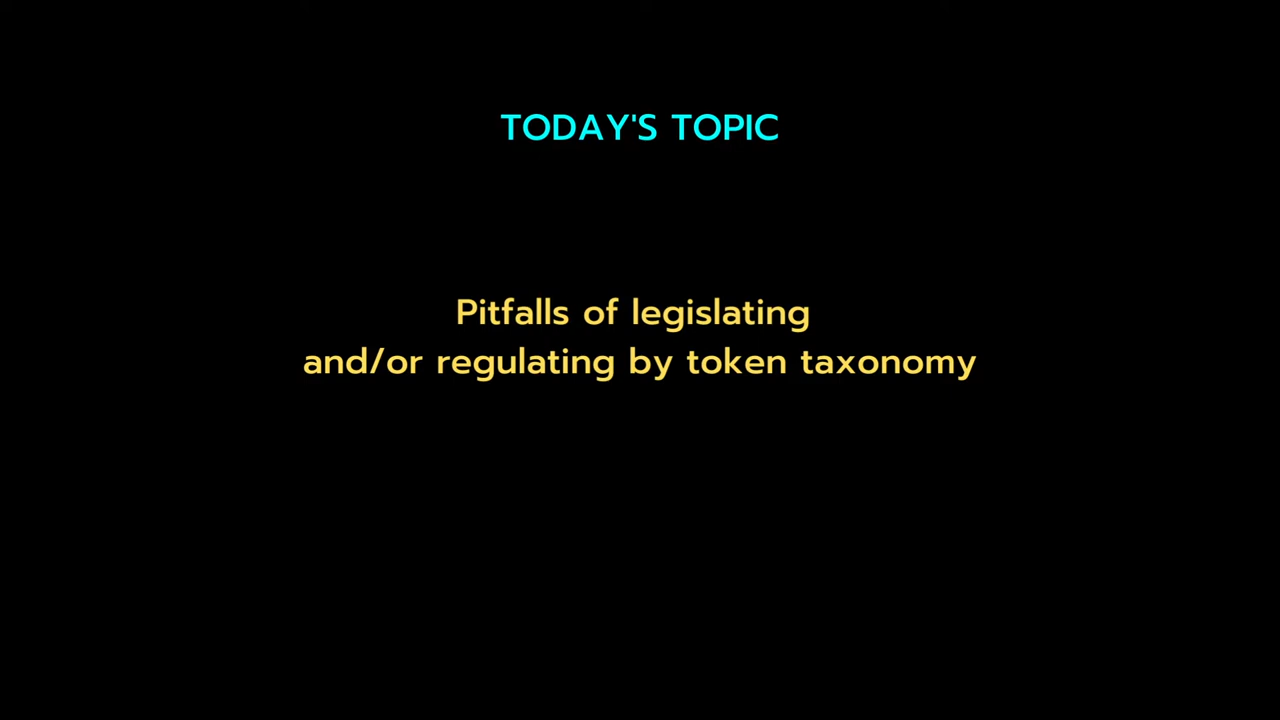 TODAY'S TOPIC
Pitfalls of legislating
and/or regulating by token taxonomy